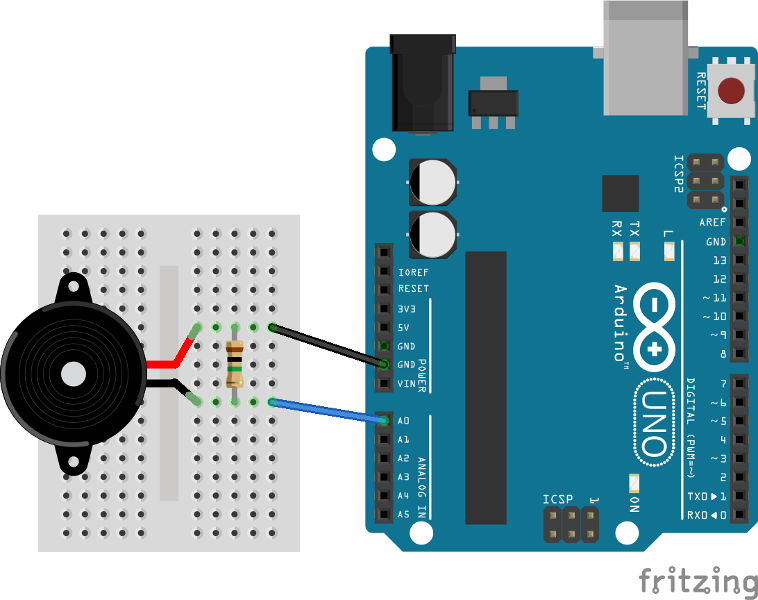 RESET
ICSP2
AREF
GND
13
12
~11
~10
~9
8
7
~6
~5
4
~3
2
TX0▶1
RX0◀0
RX
TX
L
IOREF
RESET
3V3
5V
GND
GND
VIN
POWER
A0
A1
A2
A3
A4
A5
ANALOG IN
Arduino™
UNO
DIGITAL (PWM=~)
ICSP
1
ON
fritzing